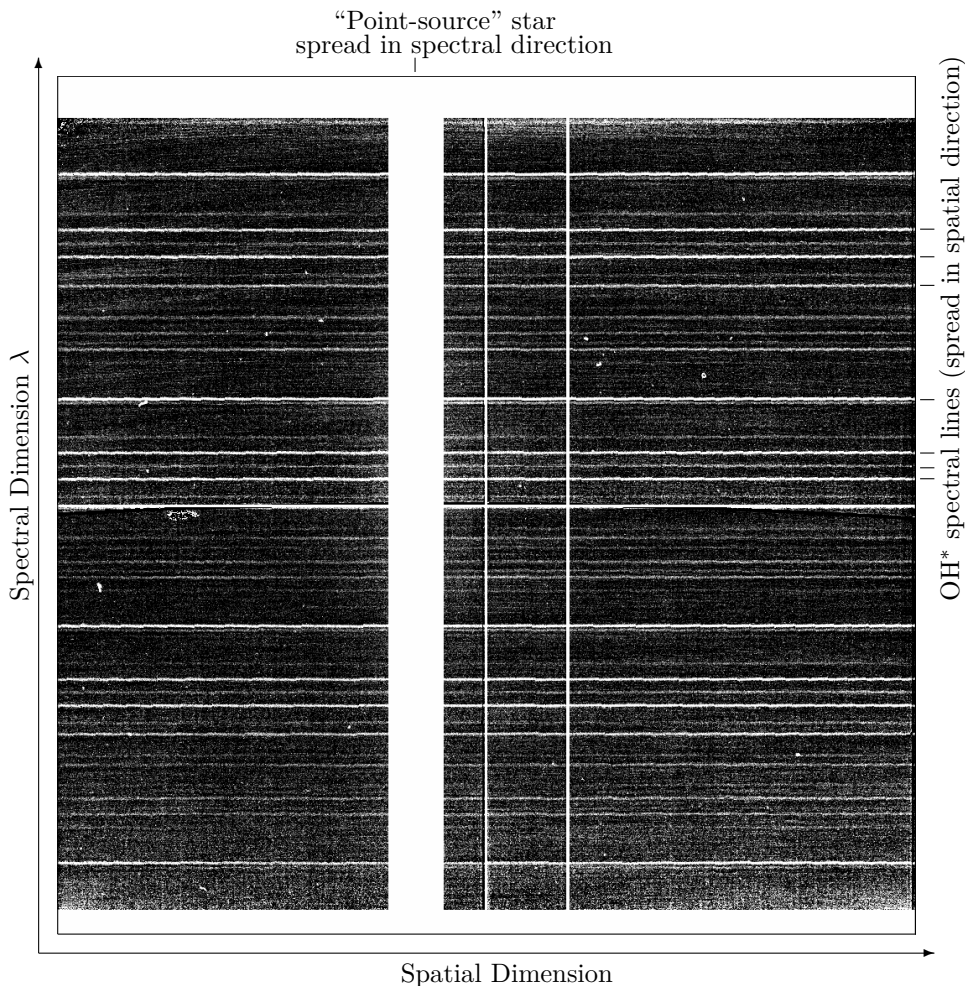 “Point-source” star
spread in spectral direction
Spectral Dimension λ
OH* spectral lines (spread in spatial direction)
Spatial Dimension